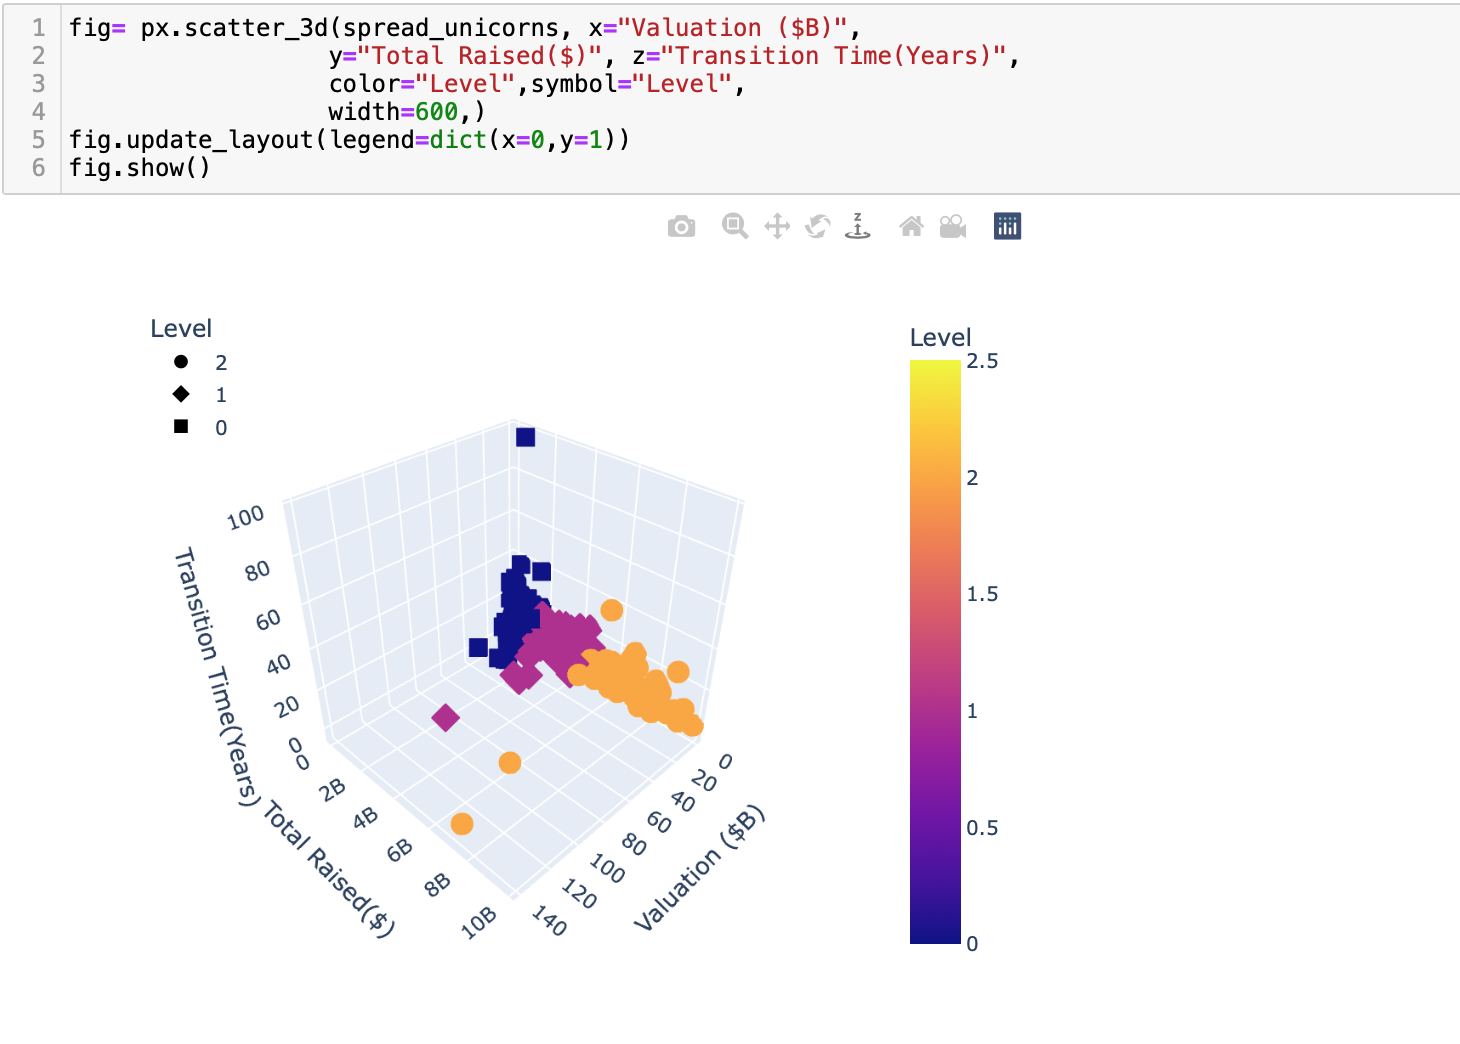 1 fig= px.scatter_3d(spread_unicorns, x="Valuation ($B)",
2 y="Total Raised($)", z="Transition Time(Years)",
3 color="Level",symbol="Level",
4 width=600,)
5 fig.update_layout(legend=dict(x=0,y=1))
6 fig.show()
z
Level
2
1
0
Level
2.5
2
1.5
1
0.5
0
100
80
60
40
20
0
Transition Time(Years)
0
2B
4B
6B
8B
10B
Total Raised($)
0
20
40
60
80
100
120
140
Valuation ($B)